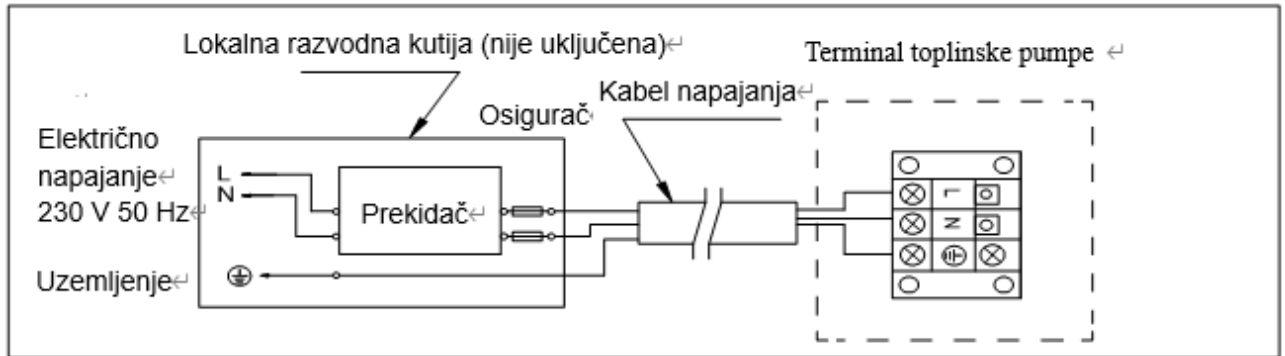 Lokalna razvodna kutija (nije uključena)
Terminal toplinske pumpe
Kabel napajanja
Osigurač
Električno
napajanje
230 V 50 Hz
L
N
Prekidač
Uzemljenje
L
N